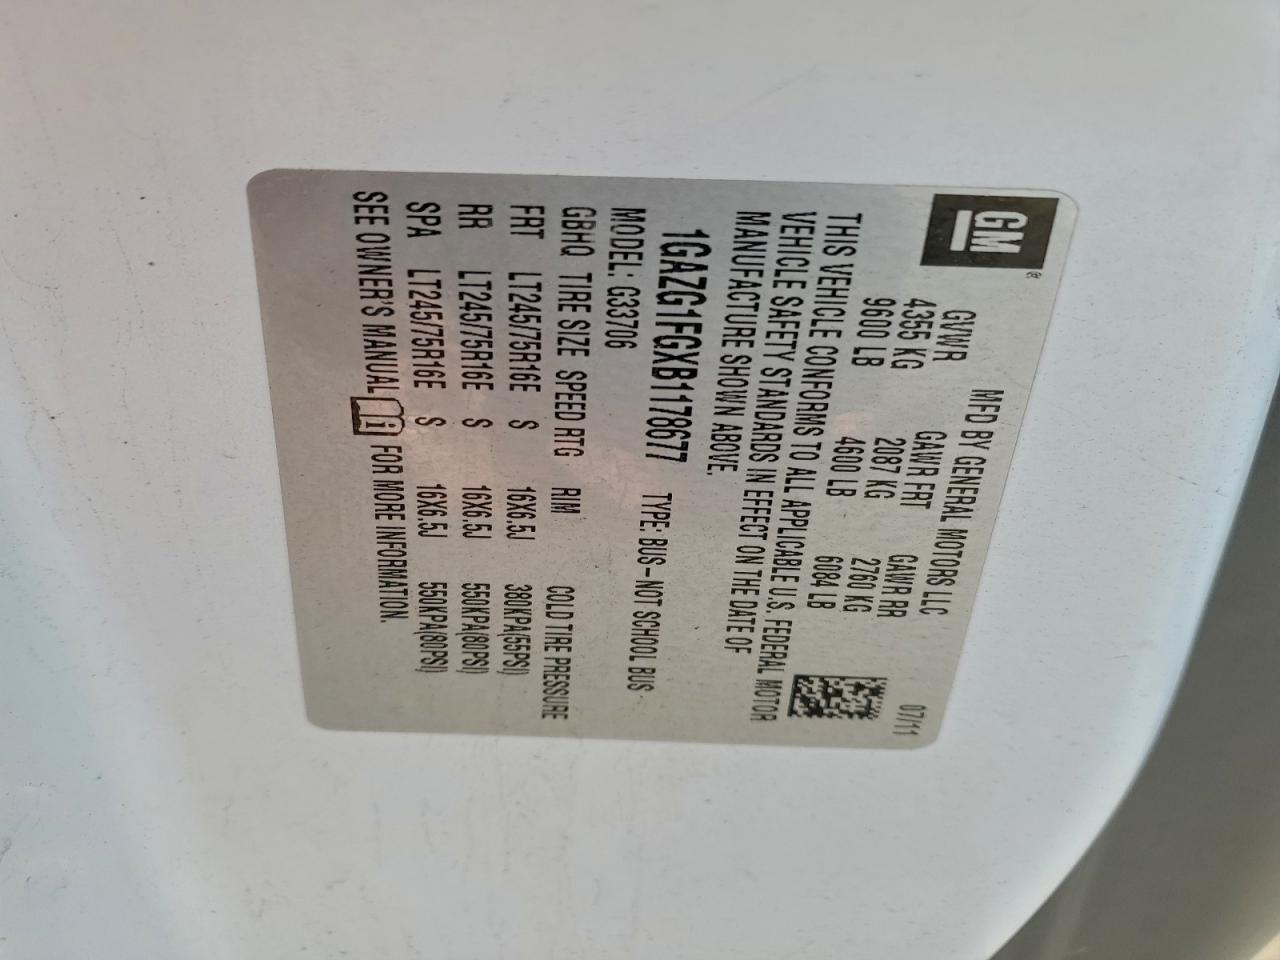 GM®
MFD BY GENERAL MOTORS LLC 07/11
GVWR GAWR FRT GAWR RR
4355 KG 2087 KG 2760 KG
9600 LB 4600 LB 6084 LB
THIS VEHICLE CONFORMS TO ALL APPLICABLE U.S. FEDERAL MOTOR
VEHICLE SAFETY STANDARDS IN EFFECT ON THE DATE OF
MANUFACTURE SHOWN ABOVE.
1GAZG1FGXB1178677 TYPE: BUS-NOT SCHOOL BUS
MODEL: G33706
GBHQ TIRE SIZE SPEED RTG RIM COLD TIRE PRESSURE
FRT LT245/75R16E S 16X6.5J 380KPA(55PSI)
RR LT245/75R16E S 16X6.5J 550KPA(80PSI)
SPA LT245/75R16E S 16X6.5J 550KPA(80PSI)
SEE OWNER'S MANUAL i FOR MORE INFORMATION.